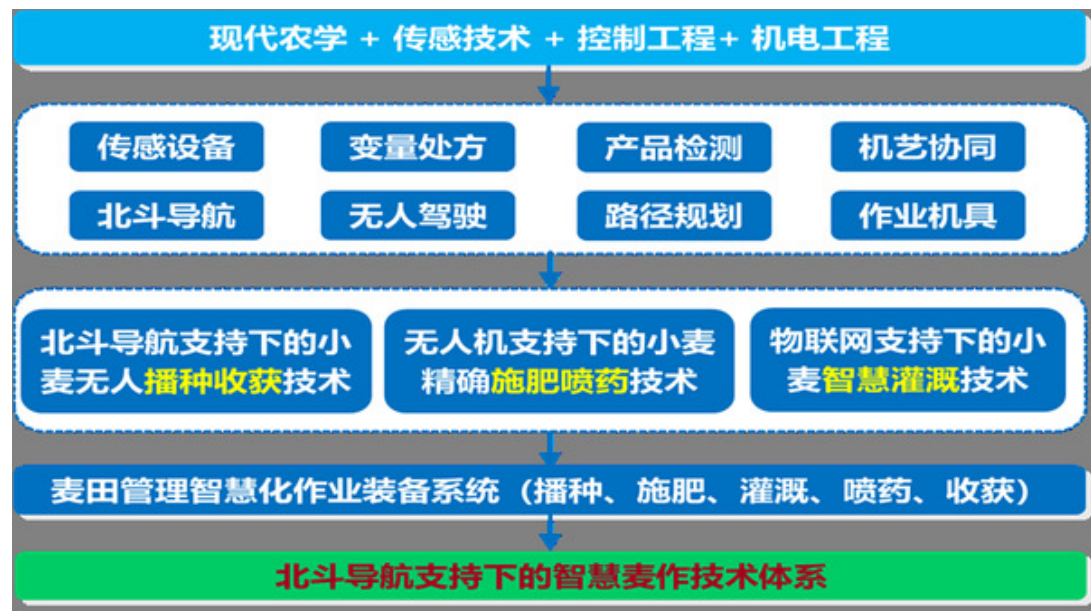 现代农学 + 传感技术 + 控制工程+ 机电工程
传感设备 变量处方 产品检测 机艺协同
北斗导航 无人驾驶 路径规划 作业机具
北斗导航支持下的小
麦无人播种收获技术
无人机支持下的小麦
精确施肥喷药技术
物联网支持下的小
麦智慧灌溉技术
麦田管理智慧化作业装备系统（播种、施肥、灌溉、喷药、收获）
北斗导航支持下的智慧麦作技术体系